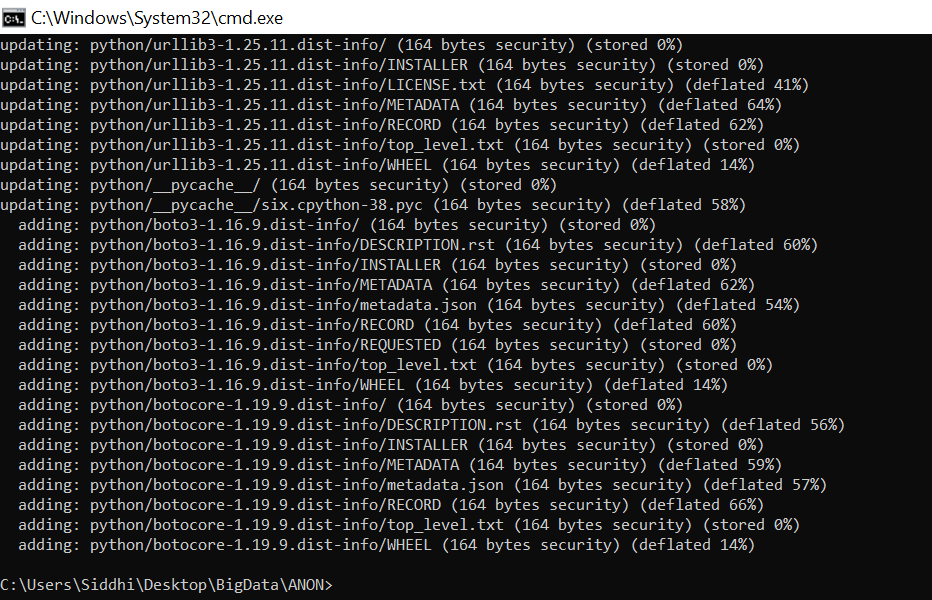 C:\Windows\System32\cmd.exe
updating: python/urllib3-1.25.11.dist-info/ (164 bytes security) (stored 0%)
updating: python/urllib3-1.25.11.dist-info/INSTALLER (164 bytes security) (stored 0%)
updating: python/urllib3-1.25.11.dist-info/LICENSE.txt (164 bytes security) (deflated 41%)
updating: python/urllib3-1.25.11.dist-info/METADATA (164 bytes security) (deflated 64%)
updating: python/urllib3-1.25.11.dist-info/RECORD (164 bytes security) (deflated 62%)
updating: python/urllib3-1.25.11.dist-info/top_level.txt (164 bytes security) (stored 0%)
updating: python/urllib3-1.25.11.dist-info/WHEEL (164 bytes security) (deflated 14%)
updating: python/__pycache__/ (164 bytes security) (stored 0%)
updating: python/__pycache__/six.cpython-38.pyc (164 bytes security) (deflated 58%)
  adding: python/boto3-1.16.9.dist-info/ (164 bytes security) (stored 0%)
  adding: python/boto3-1.16.9.dist-info/DESCRIPTION.rst (164 bytes security) (deflated 60%)
  adding: python/boto3-1.16.9.dist-info/INSTALLER (164 bytes security) (stored 0%)
  adding: python/boto3-1.16.9.dist-info/METADATA (164 bytes security) (deflated 62%)
  adding: python/boto3-1.16.9.dist-info/metadata.json (164 bytes security) (deflated 54%)
  adding: python/boto3-1.16.9.dist-info/RECORD (164 bytes security) (deflated 60%)
  adding: python/boto3-1.16.9.dist-info/REQUESTED (164 bytes security) (stored 0%)
  adding: python/boto3-1.16.9.dist-info/top_level.txt (164 bytes security) (stored 0%)
  adding: python/boto3-1.16.9.dist-info/WHEEL (164 bytes security) (deflated 14%)
  adding: python/botocore-1.19.9.dist-info/ (164 bytes security) (stored 0%)
  adding: python/botocore-1.19.9.dist-info/DESCRIPTION.rst (164 bytes security) (deflated 56%)
  adding: python/botocore-1.19.9.dist-info/INSTALLER (164 bytes security) (stored 0%)
  adding: python/botocore-1.19.9.dist-info/METADATA (164 bytes security) (deflated 59%)
  adding: python/botocore-1.19.9.dist-info/metadata.json (164 bytes security) (deflated 57%)
  adding: python/botocore-1.19.9.dist-info/RECORD (164 bytes security) (deflated 66%)
  adding: python/botocore-1.19.9.dist-info/top_level.txt (164 bytes security) (stored 0%)
  adding: python/botocore-1.19.9.dist-info/WHEEL (164 bytes security) (deflated 14%)
C:\Users\Siddhi\Desktop\BigData\ANON>